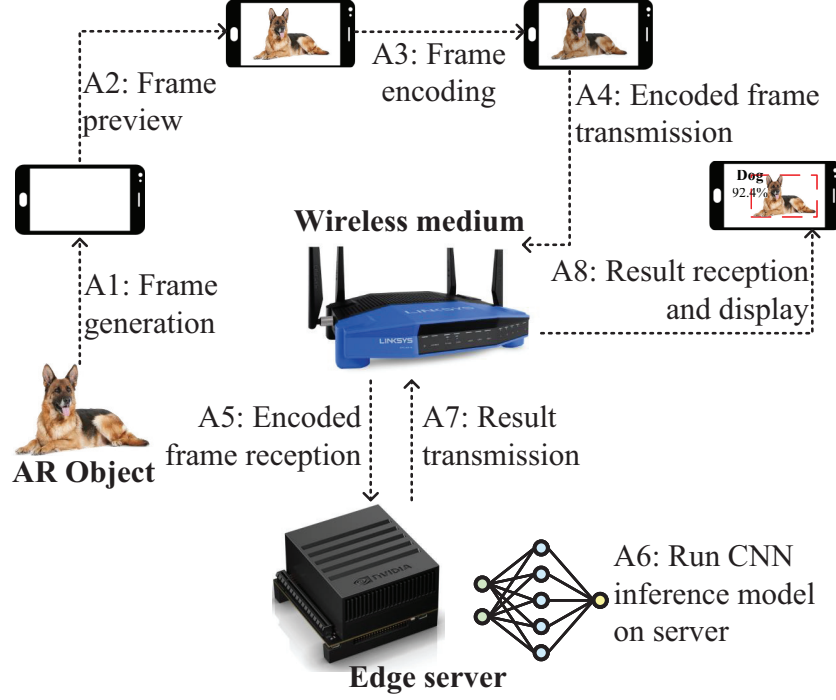 A2: Frame
preview
A3: Frame
encoding
A4: Encoded frame
transmission
Dog
92.4%
Wireless medium
A1: Frame
generation
LINKSYS
LINKSYS
A8: Result reception
and display
AR Object
A5: Encoded
frame reception
A7: Result
transmission
NVIDIA
A6: Run CNN
inference model
on server
Edge server